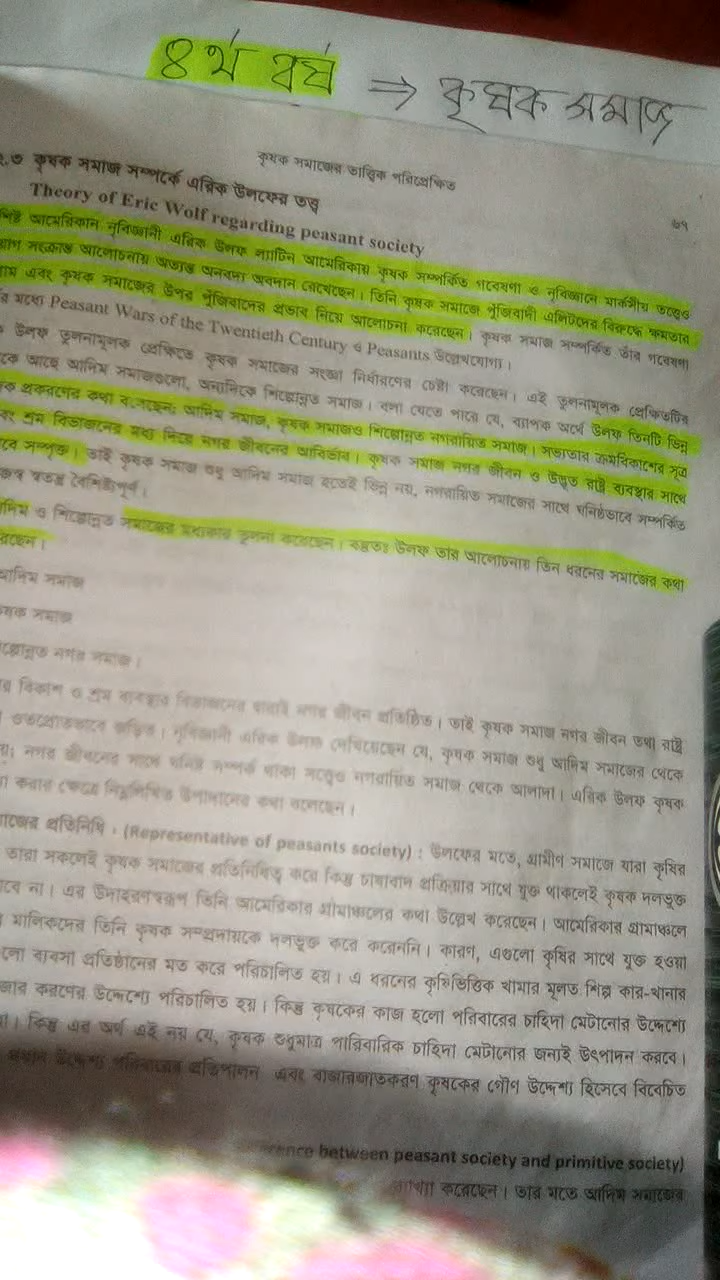 ৪র্থ বর্ষ ⇒ কৃষক সমাজ
কৃষক সমাজের তাত্ত্বিক পরিপ্রেক্ষিত
৬৭
২.৩ কৃষক সমাজ সম্পর্কে এরিক উলফের তত্ত্ব
Theory of Eric Wolf regarding peasant society
আমেরিকান নৃবিজ্ঞানী এরিক উলফ ল্যাটিন আমেরিকায় কৃষক সম্পর্কিত গবেষণা ও নৃবিজ্ঞানে মার্কসীয় তত্ত্বের
সংক্রান্ত আলোচনায় অত্যন্ত অনবদ্য অবদান রেখেছেন। তিনি কৃষক সমাজে পুঁজিবাদী এলিটদের বিরুদ্ধে ক্ষমতার
এবং কৃষক সমাজের উপর পুঁজিবাদের প্রভাব নিয়ে আলোচনা করেছেন। কৃষক সমাজ সম্পর্কিত তাঁর গবেষণা
র মধ্যে Peasant Wars of the Twentieth Century ও Peasants উল্লেখযোগ্য।
উলফ তুলনামূলক প্রেক্ষিতে কৃষক সমাজের সংজ্ঞা নির্ধারণের চেষ্টা করেছেন। এই তুলনামূলক প্রেক্ষিতটির
কে আছে আদিম সমাজগুলো, অন্যদিকে শিল্পোন্নত সমাজ। বলা যেতে পারে যে, ব্যাপক অর্থে উলফ তিনটি ভিন্ন
ক প্রকরণের কথা বলেছেন; আদিম সমাজ, কৃষক সমাজও শিল্পোন্নত নগরায়িত সমাজ। সভ্যতার ক্রমবিকাশের সূত্র
বং শ্রম বিভাজনের মধ্য দিয়ে নগর জীবনের আবির্ভাব। কৃষক সমাজ নগর জীবন ও উদ্ভূত রাষ্ট্র ব্যবস্থার সাথে
বে সম্পৃক্ত। তাই কৃষক সমাজ শুধু আদিম সমাজ হতেই ভিন্ন নয়, নগরায়িত সমাজের সাথে ঘনিষ্ঠভাবে সম্পর্কিত
স্বতন্ত্র বৈশিষ্ট্যপূর্ণ।
দিম ও শিল্পোন্নত সমাজের মধ্যকার তুলনা করেছেন। বস্তুতঃ উলফ তার আলোচনায় তিন ধরনের সমাজের কথা
ছেন।
আদিম সমাজ
ষক সমাজ
ল্পোন্নত নগর সমাজ।
র বিকাশ ও শ্রম ব্যবস্থার বিভাজনের দ্বারাই নগর জীবন প্রতিষ্ঠিত। তাই কৃষক সমাজ নগর জীবন তথা রাষ্ট্র
ওতপ্রোতভাবে জড়িত। নৃবিজ্ঞানী এরিক উলফ দেখিয়েছেন যে, কৃষক সমাজ শুধু আদিম সমাজের থেকে
য়; নগর জীবনের সাথে ঘনিষ্ঠ সম্পর্ক থাকা সত্ত্বেও নগরায়িত সমাজ থেকে আলাদা। এরিক উলফ কৃষক
া করার ক্ষেত্রে নিম্নলিখিত উপাদানের কথা বলেছেন।
মাজের প্রতিনিধি : (Representative of peasants society) : উলফের মতে, গ্রামীণ সমাজে যারা কৃষির
তারা সকলেই কৃষক সমাজের প্রতিনিধিত্ব করে কিন্তু চাষাবাদ প্রক্রিয়ার সাথে যুক্ত থাকলেই কৃষক দলভুক্ত
বে না। এর উদাহরণস্বরূপ তিনি আমেরিকার গ্রামাঞ্চলের কথা উল্লেখ করেছেন। আমেরিকার গ্রামাঞ্চলে
মালিকদের তিনি কৃষক সম্প্রদায়কে দলভুক্ত করে করেননি। কারণ, এগুলো কৃষির সাথে যুক্ত হওয়া
লো ব্যবসা প্রতিষ্ঠানের মত করে পরিচালিত হয়। এ ধরনের কৃষিভিত্তিক খামার মূলত শিল্প কার-খানার
জার করণের উদ্দেশ্যে পরিচালিত হয়। কিন্তু কৃষকের কাজ হলো পরিবারের চাহিদা মেটানোর উদ্দেশ্যে
া। কিন্তু এর অর্থ এই নয় যে, কৃষক শুধুমাত্র পারিবারিক চাহিদা মেটানোর জন্যই উৎপাদন করবে।
প্রধান উদ্দেশ্য পরিবারের প্রতিপালন এবং বাজারজাতকরণ কৃষকের গৌণ উদ্দেশ্য হিসেবে বিবেচিত
rence between peasant society and primitive society)
করেছেন। তার মতে আদিম সমাজের